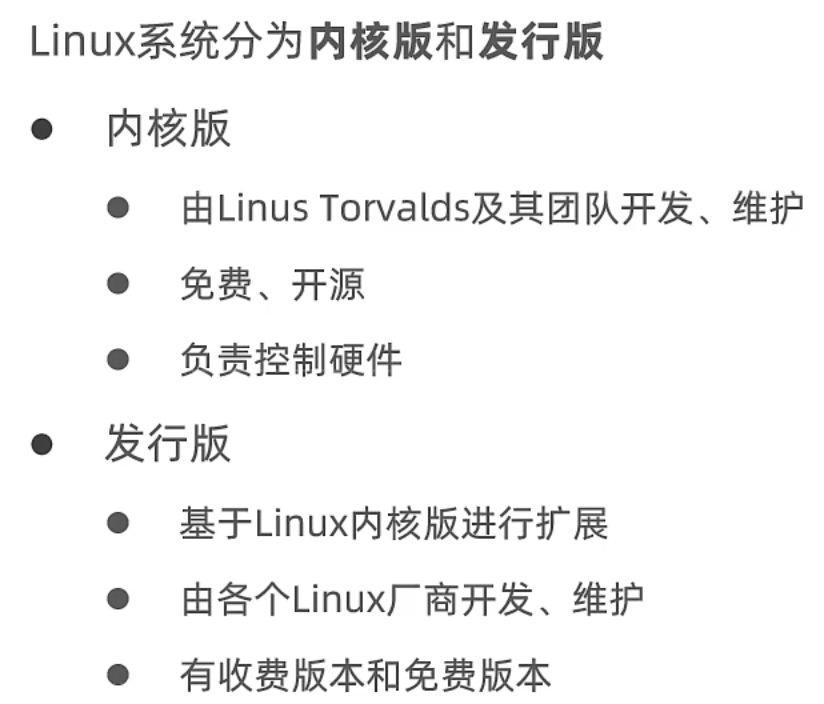 Linux系统分为内核版和发行版
内核版
由Linus Torvalds及其团队开发、维护
免费、开源
负责控制硬件
发行版
基于Linux内核版进行扩展
由各个Linux厂商开发、维护
有收费版本和免费版本